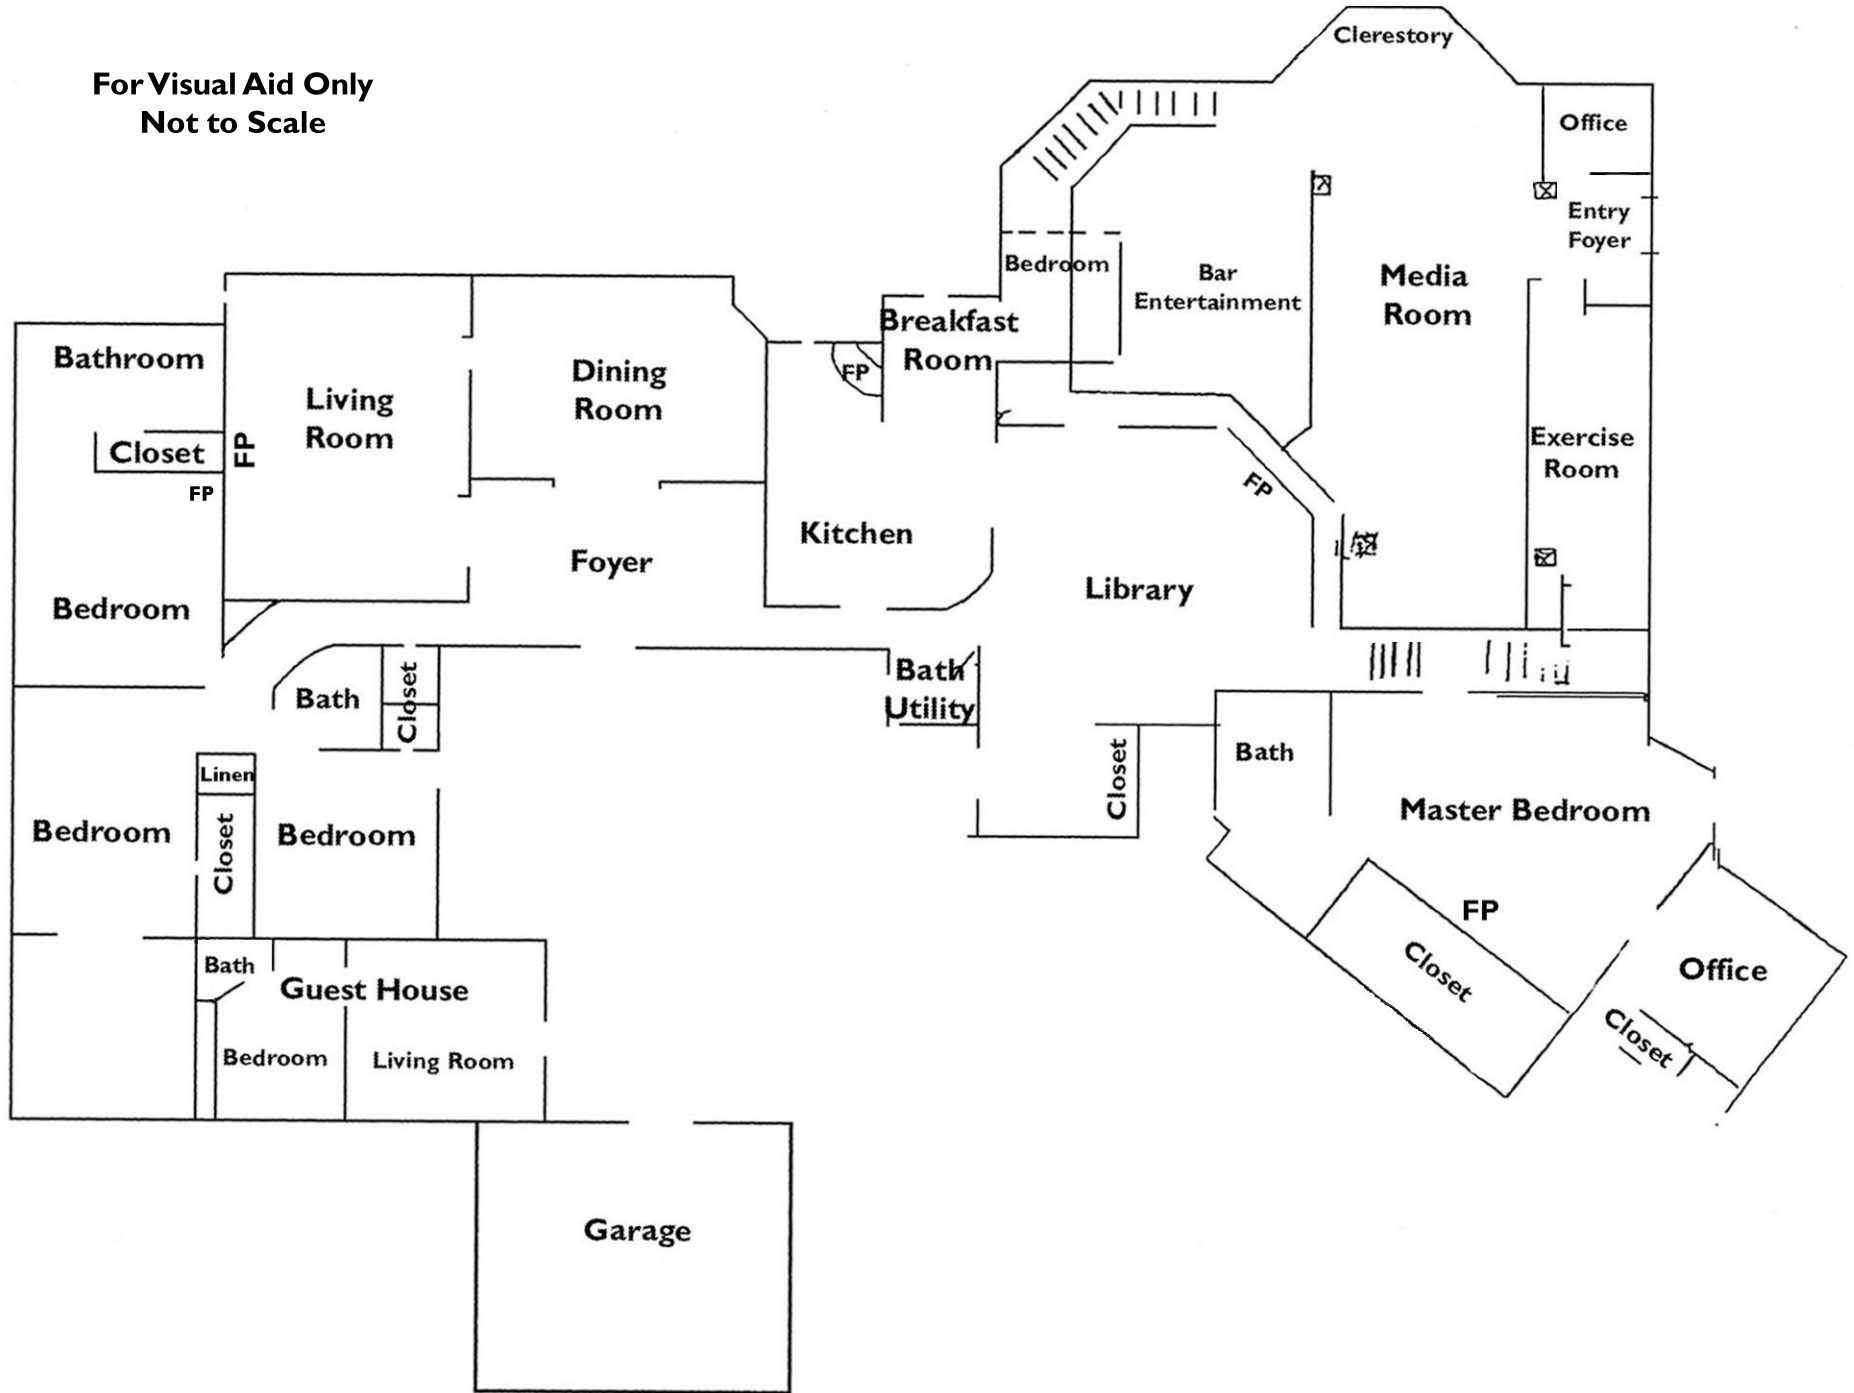 For Visual Aid Only
Not to Scale
Clerestory
Office
Entry
Foyer
Bedroom
Bar
Entertainment
Media
Room
Breakfast
Room
FP
Bathroom
Closet
FP
FP
Living
Room
Dining
Room
Exercise
Room
FP
Kitchen
Foyer
Library
Bedroom
Bath
Closet
Closet
Bath
Utility
Closet
Bath
Master Bedroom
Linen
Closet
Bedroom
Bedroom
FP
Closet
Office
Closet
Bath
Guest House
Bedroom
Living Room
Garage